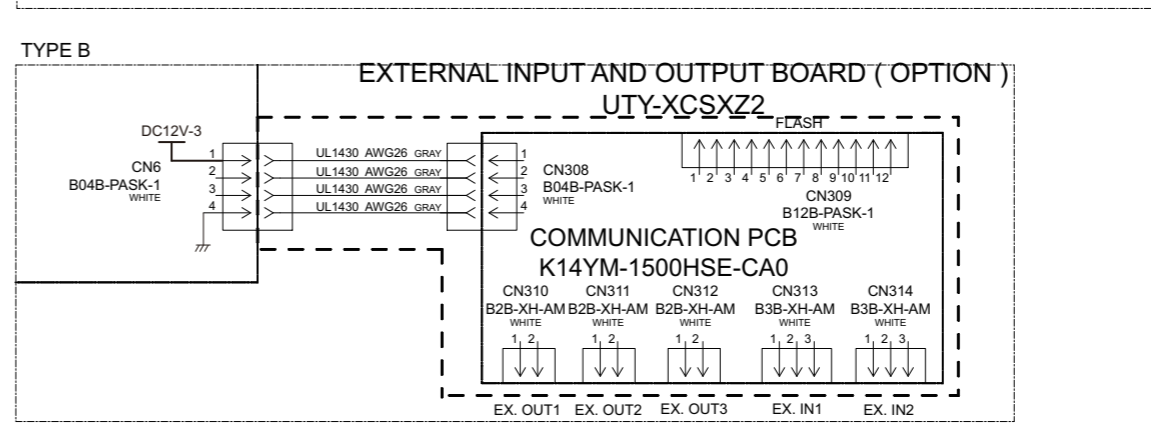 TYPE B
EXTERNAL INPUT AND OUTPUT BOARD ( OPTION )
UTY-XCSXZ2
FLASH
DC12V-3
CN6
B04B-PASK-1
WHITE
1
2
3
4
UL1430 AWG26 GRAY
UL1430 AWG26 GRAY
UL1430 AWG26 GRAY
UL1430 AWG26 GRAY
1
2
3
4
CN308
B04B-PASK-1
WHITE
1 2 3 4 5 6 7 8 9 10 11 12
CN309
B12B-PASK-1
WHITE
COMMUNICATION PCB
K14YM-1500HSE-CA0
CN310 CN311 CN312 CN313 CN314
B2B-XH-AM B2B-XH-AM B2B-XH-AM B3B-XH-AM B3B-XH-AM
WHITE WHITE WHITE WHITE WHITE
1 2 1 2 1 2 1 2 3 1 2 3
EX. OUT1 EX. OUT2 EX. OUT3 EX. IN1 EX. IN2